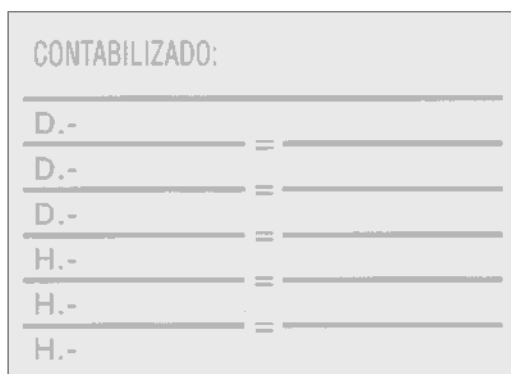 CONTABILIZADO:
D.-
=
D.-
=
D.-
=
H.-
=
H.-
=
H.-